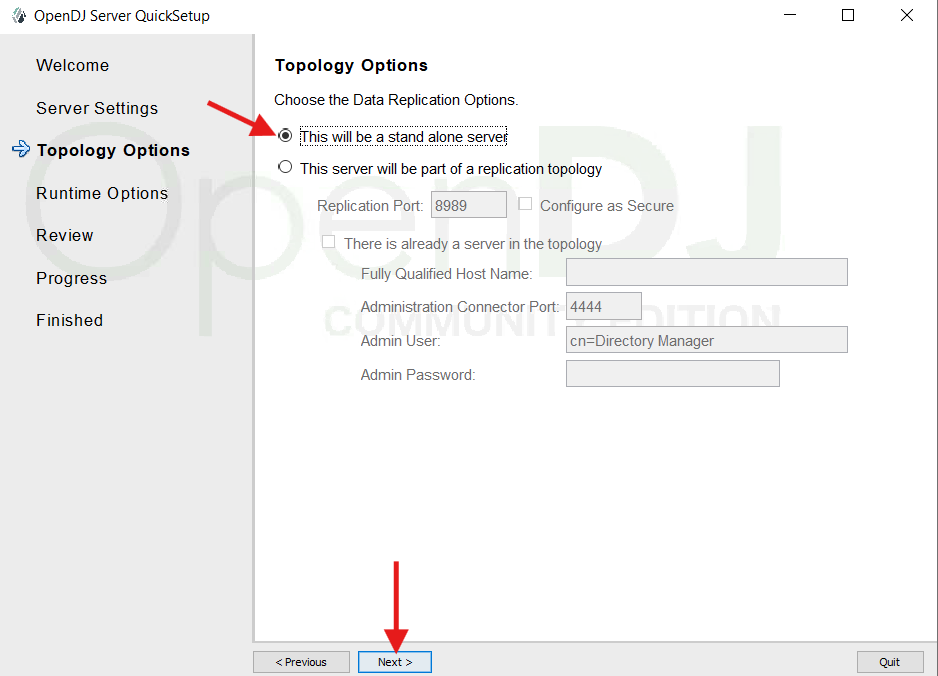 OpenDJ Server QuickSetup
Welcome
Server Settings
Topology Options
Runtime Options
Review
Progress
Finished
Topology Options
Choose the Data Replication Options.
This will be a stand alone server
This server will be part of a replication topology
Replication Port: 8989 Configure as Secure
There is already a server in the topology
Fully Qualified Host Name:
Administration Connector Port: 4444
Admin User: cn=Directory Manager
Admin Password:
OpenDJ
COMMUNITY EDITION
< Previous Next > Quit